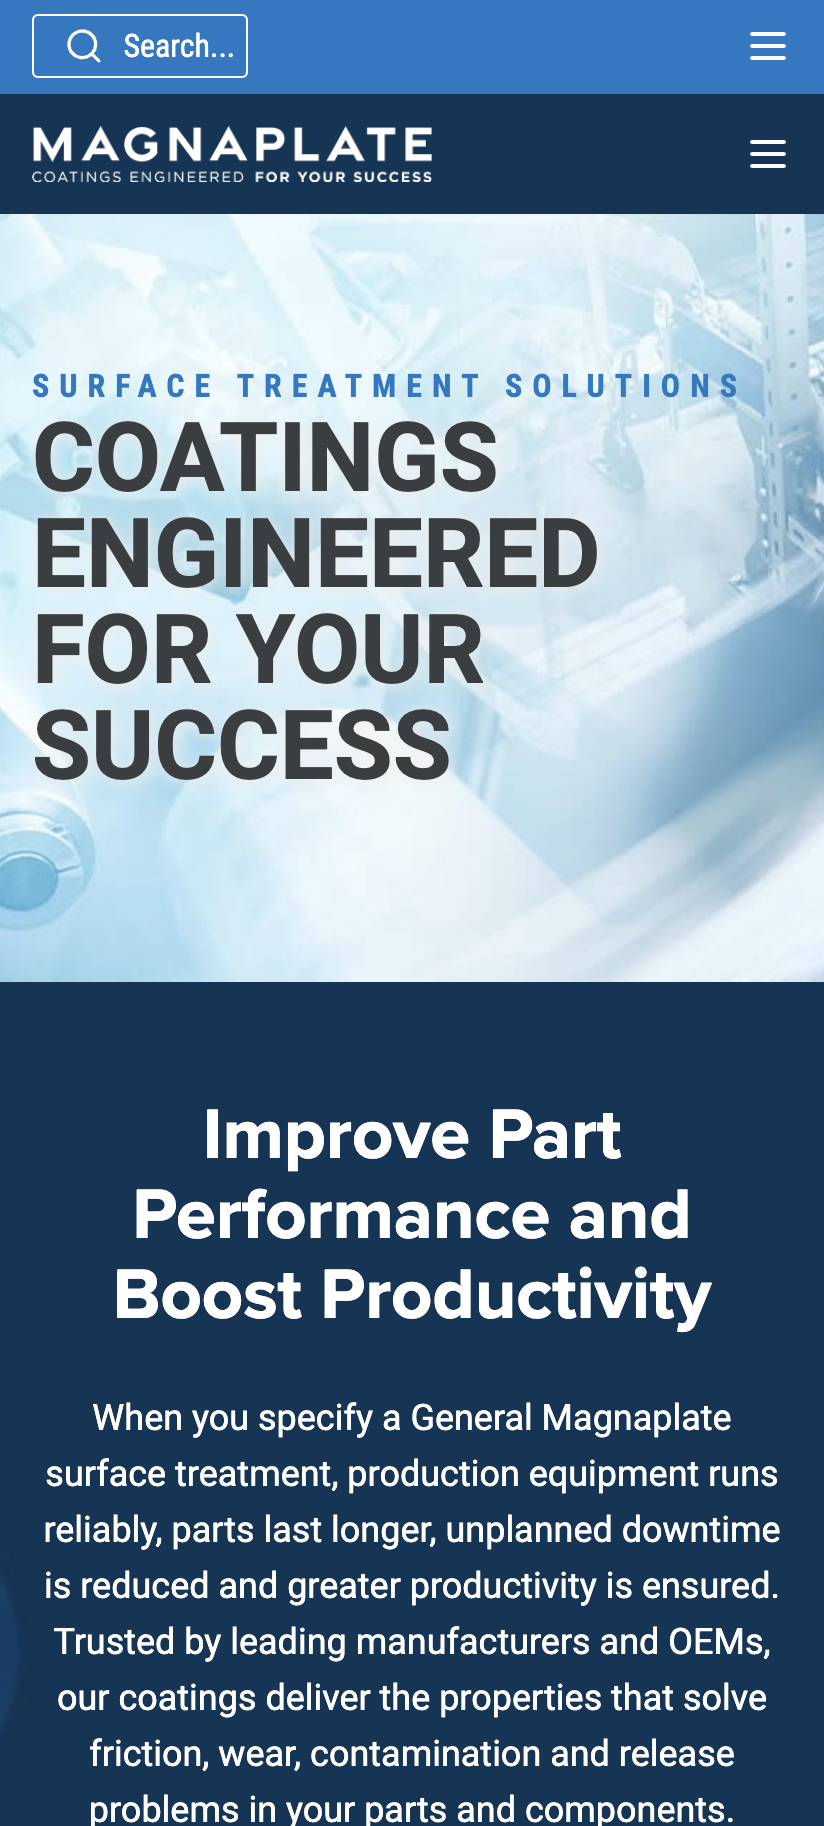 Search...
MAGNAPLATE
COATINGS ENGINEERED FOR YOUR SUCCESS
SURFACE TREATMENT SOLUTIONS
COATINGS
ENGINEERED
FOR YOUR
SUCCESS
Improve Part
Performance and
Boost Productivity
When you specify a General Magnaplate
surface treatment, production equipment runs
reliably, parts last longer, unplanned downtime
is reduced and greater productivity is ensured.
Trusted by leading manufacturers and OEMs,
our coatings deliver the properties that solve
friction, wear, contamination and release
problems in your parts and components.